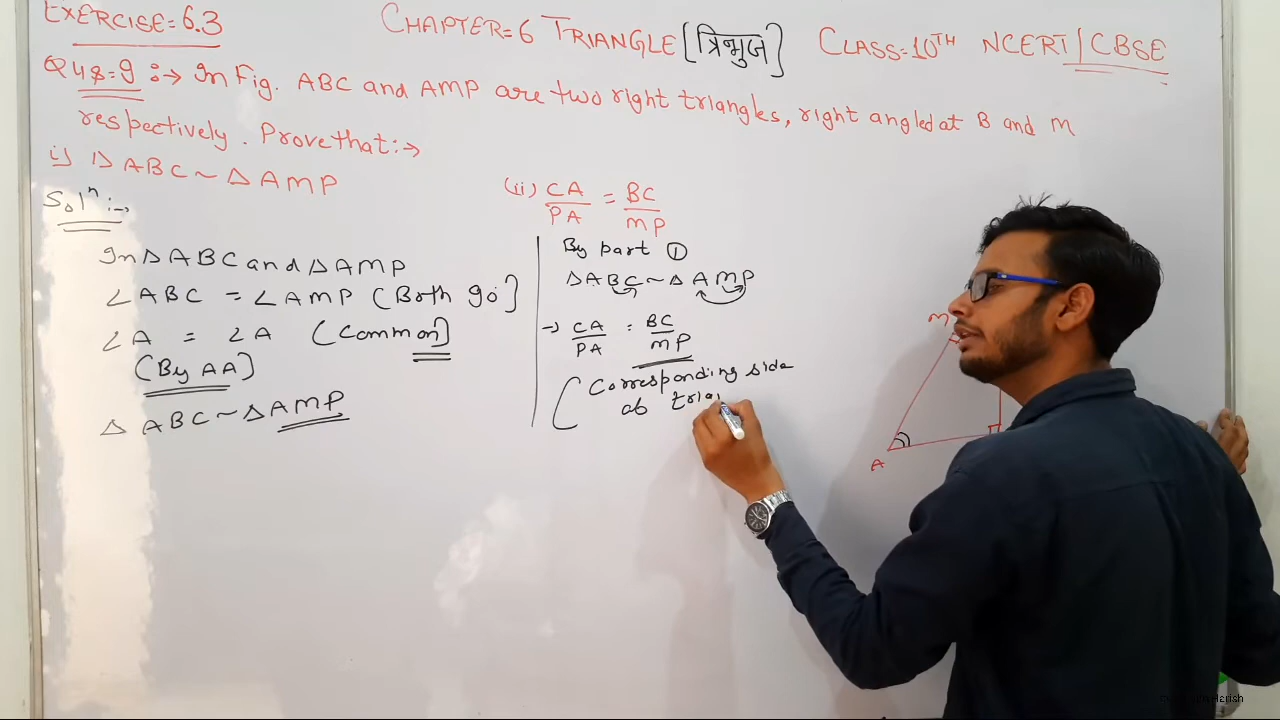 EXERCISE=6.3
CHAPTER=6 TRIANGLE [त्रिभुज] CLASS=10TH NCERT/CBSE
Qus=9 :→ In Fig. ABC and AMP are two right triangles, right angled at B and M
respectively. Prove that:→
i) Δ ABC ~ Δ AMP
(ii) CA/PA = BC/MP
Solⁿ:→
In Δ ABC and Δ AMP
∠ABC = ∠AMP (Both 90°)
∠A = ∠A (Common)
(By AA)
Δ ABC ~ Δ AMP
By part ①
Δ ABC ~ Δ AMP
→ CA/PA = BC/MP
(Corresponding side
ob tria
M
A